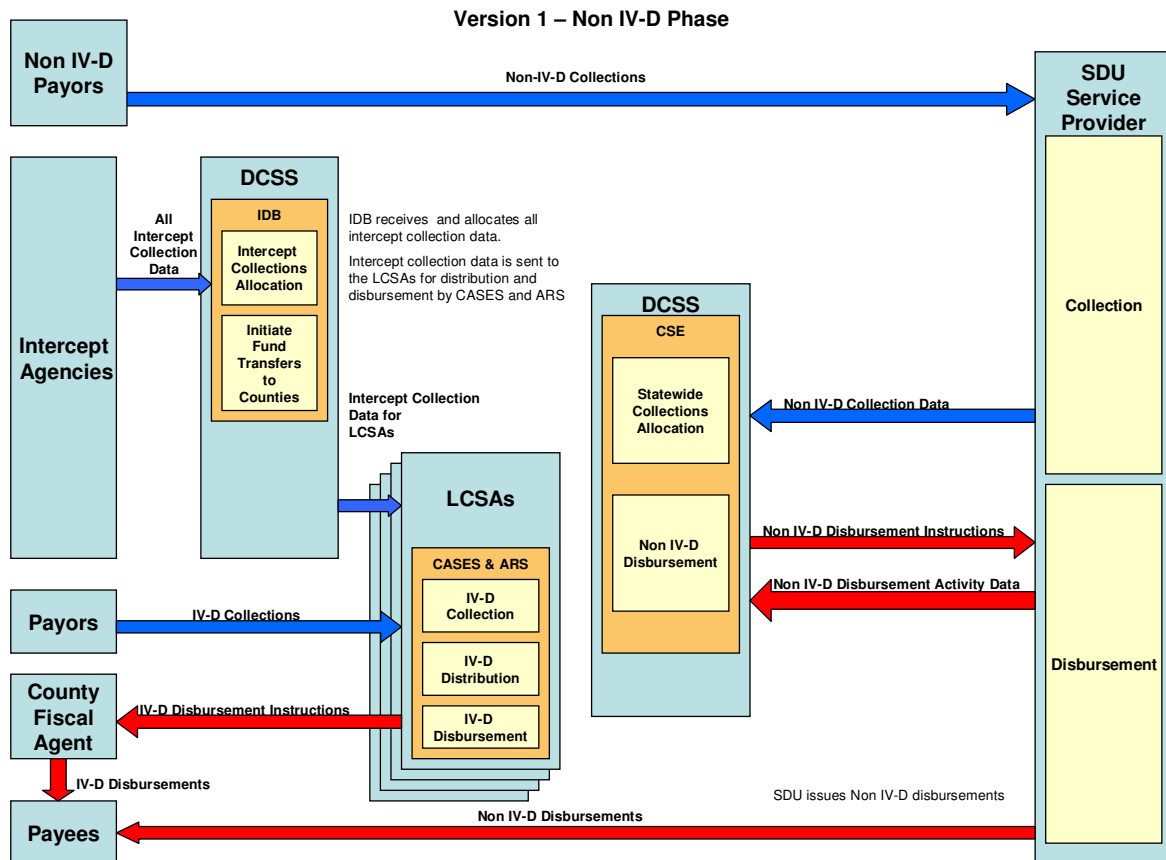 Version 1 – Non IV-D Phase
Non IV-D
Payors
Non-IV-D Collections
SDU
Service
Provider
Collection
Disbursement
Intercept
Agencies
All
Intercept
Collection
Data
DCSS
IDB
Intercept
Collections
Allocation
Initiate
Fund
Transfers
to
Counties
IDB receives and allocates all
intercept collection data.
Intercept collection data is sent to
the LCSAs for distribution and
disbursement by CASES and ARS
Intercept Collection
Data for
LCSAs
DCSS
CSE
Statewide
Collections
Allocation
Non IV-D
Disbursement
Non IV-D Collection Data
Non IV-D Disbursement Instructions
Non IV-D Disbursement Activity Data
LCSAs
CASES & ARS
IV-D
Collection
IV-D
Distribution
IV-D
Disbursement
Payors
IV-D Collections
County
Fiscal
Agent
IV-D Disbursement Instructions
IV-D Disbursements
Payees
Non IV-D Disbursements
SDU issues Non IV-D disbursements